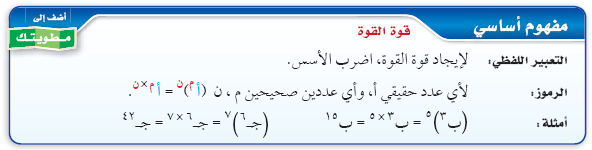 أضف إلى
مطويتك
مفهوم أساسي قوة القوة
التعبير اللفظي: لإيجاد قوة القوة، اضرب الأسس.
الرموز: لأي عدد حقيقي أ، وأي عددين صحيحين م ، ن (أ^م)^ن = أ^(م×ن).
أمثلة: (ب^٣)^٥ = ب^(٣×٥) = ب^١٥ (جـ^٦)^٧ = جـ^(٦×٧) = جـ^٤٢